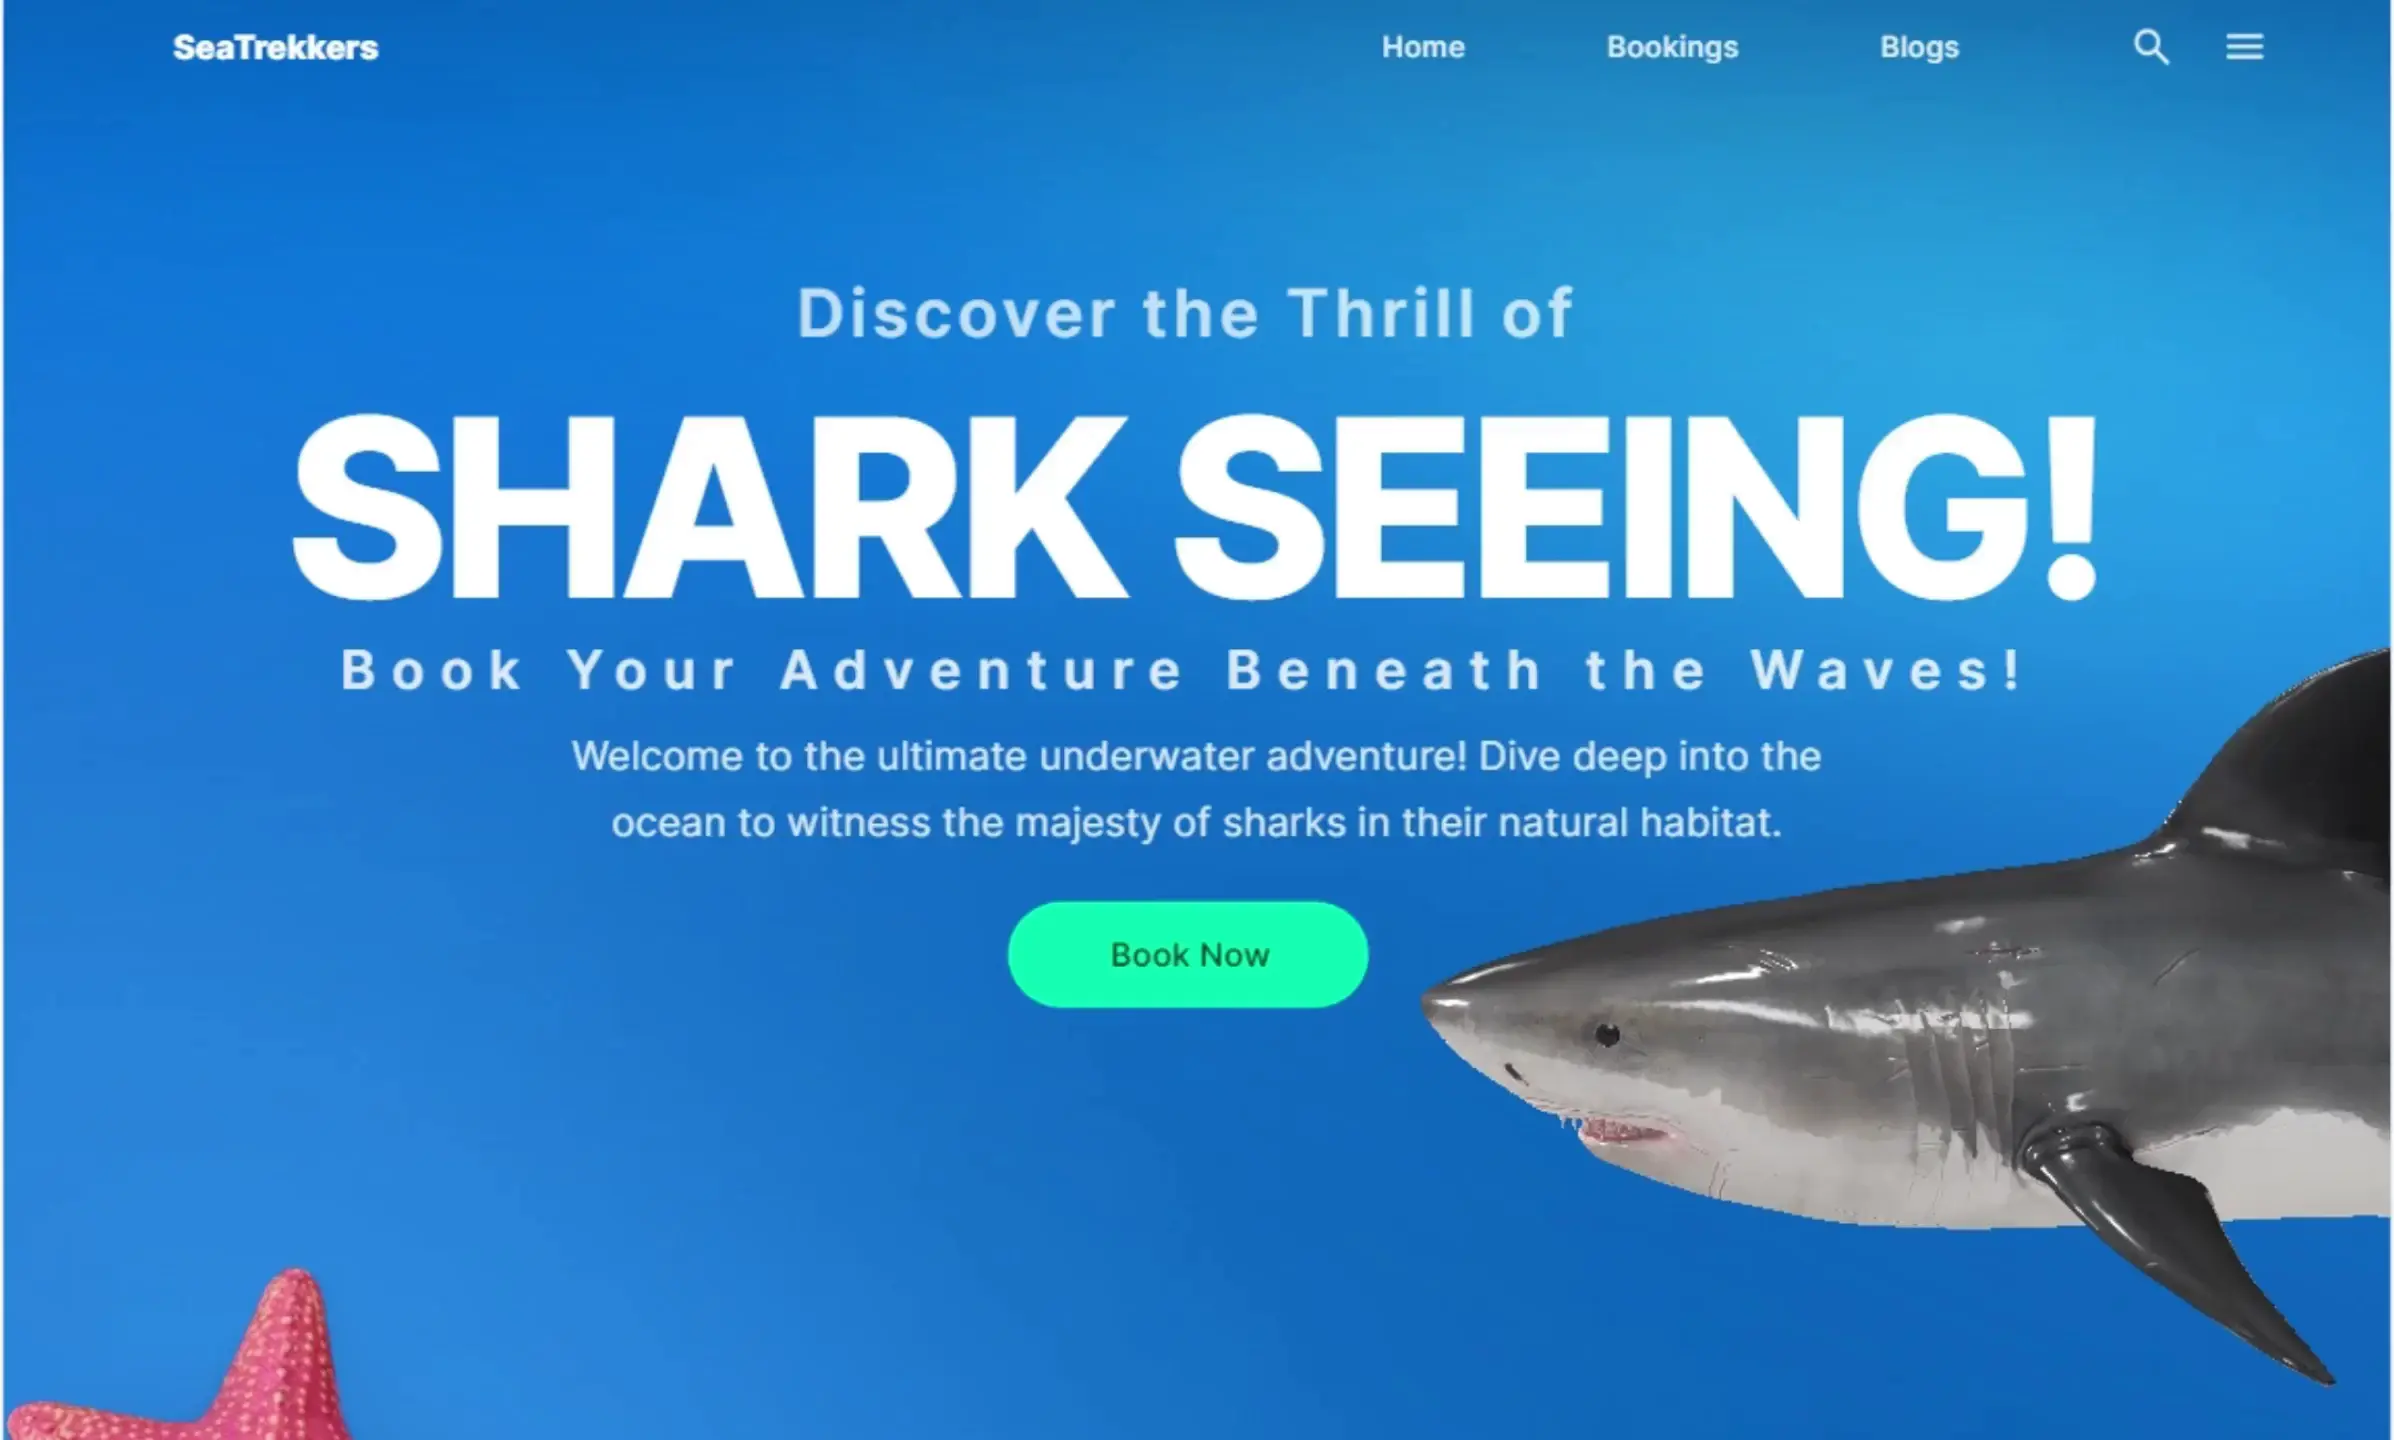 SeaTrekkers Home Bookings Blogs
Discover the Thrill of
SHARK SEEING!
Book Your Adventure Beneath the Waves!
Welcome to the ultimate underwater adventure! Dive deep into the
ocean to witness the majesty of sharks in their natural habitat.
Book Now